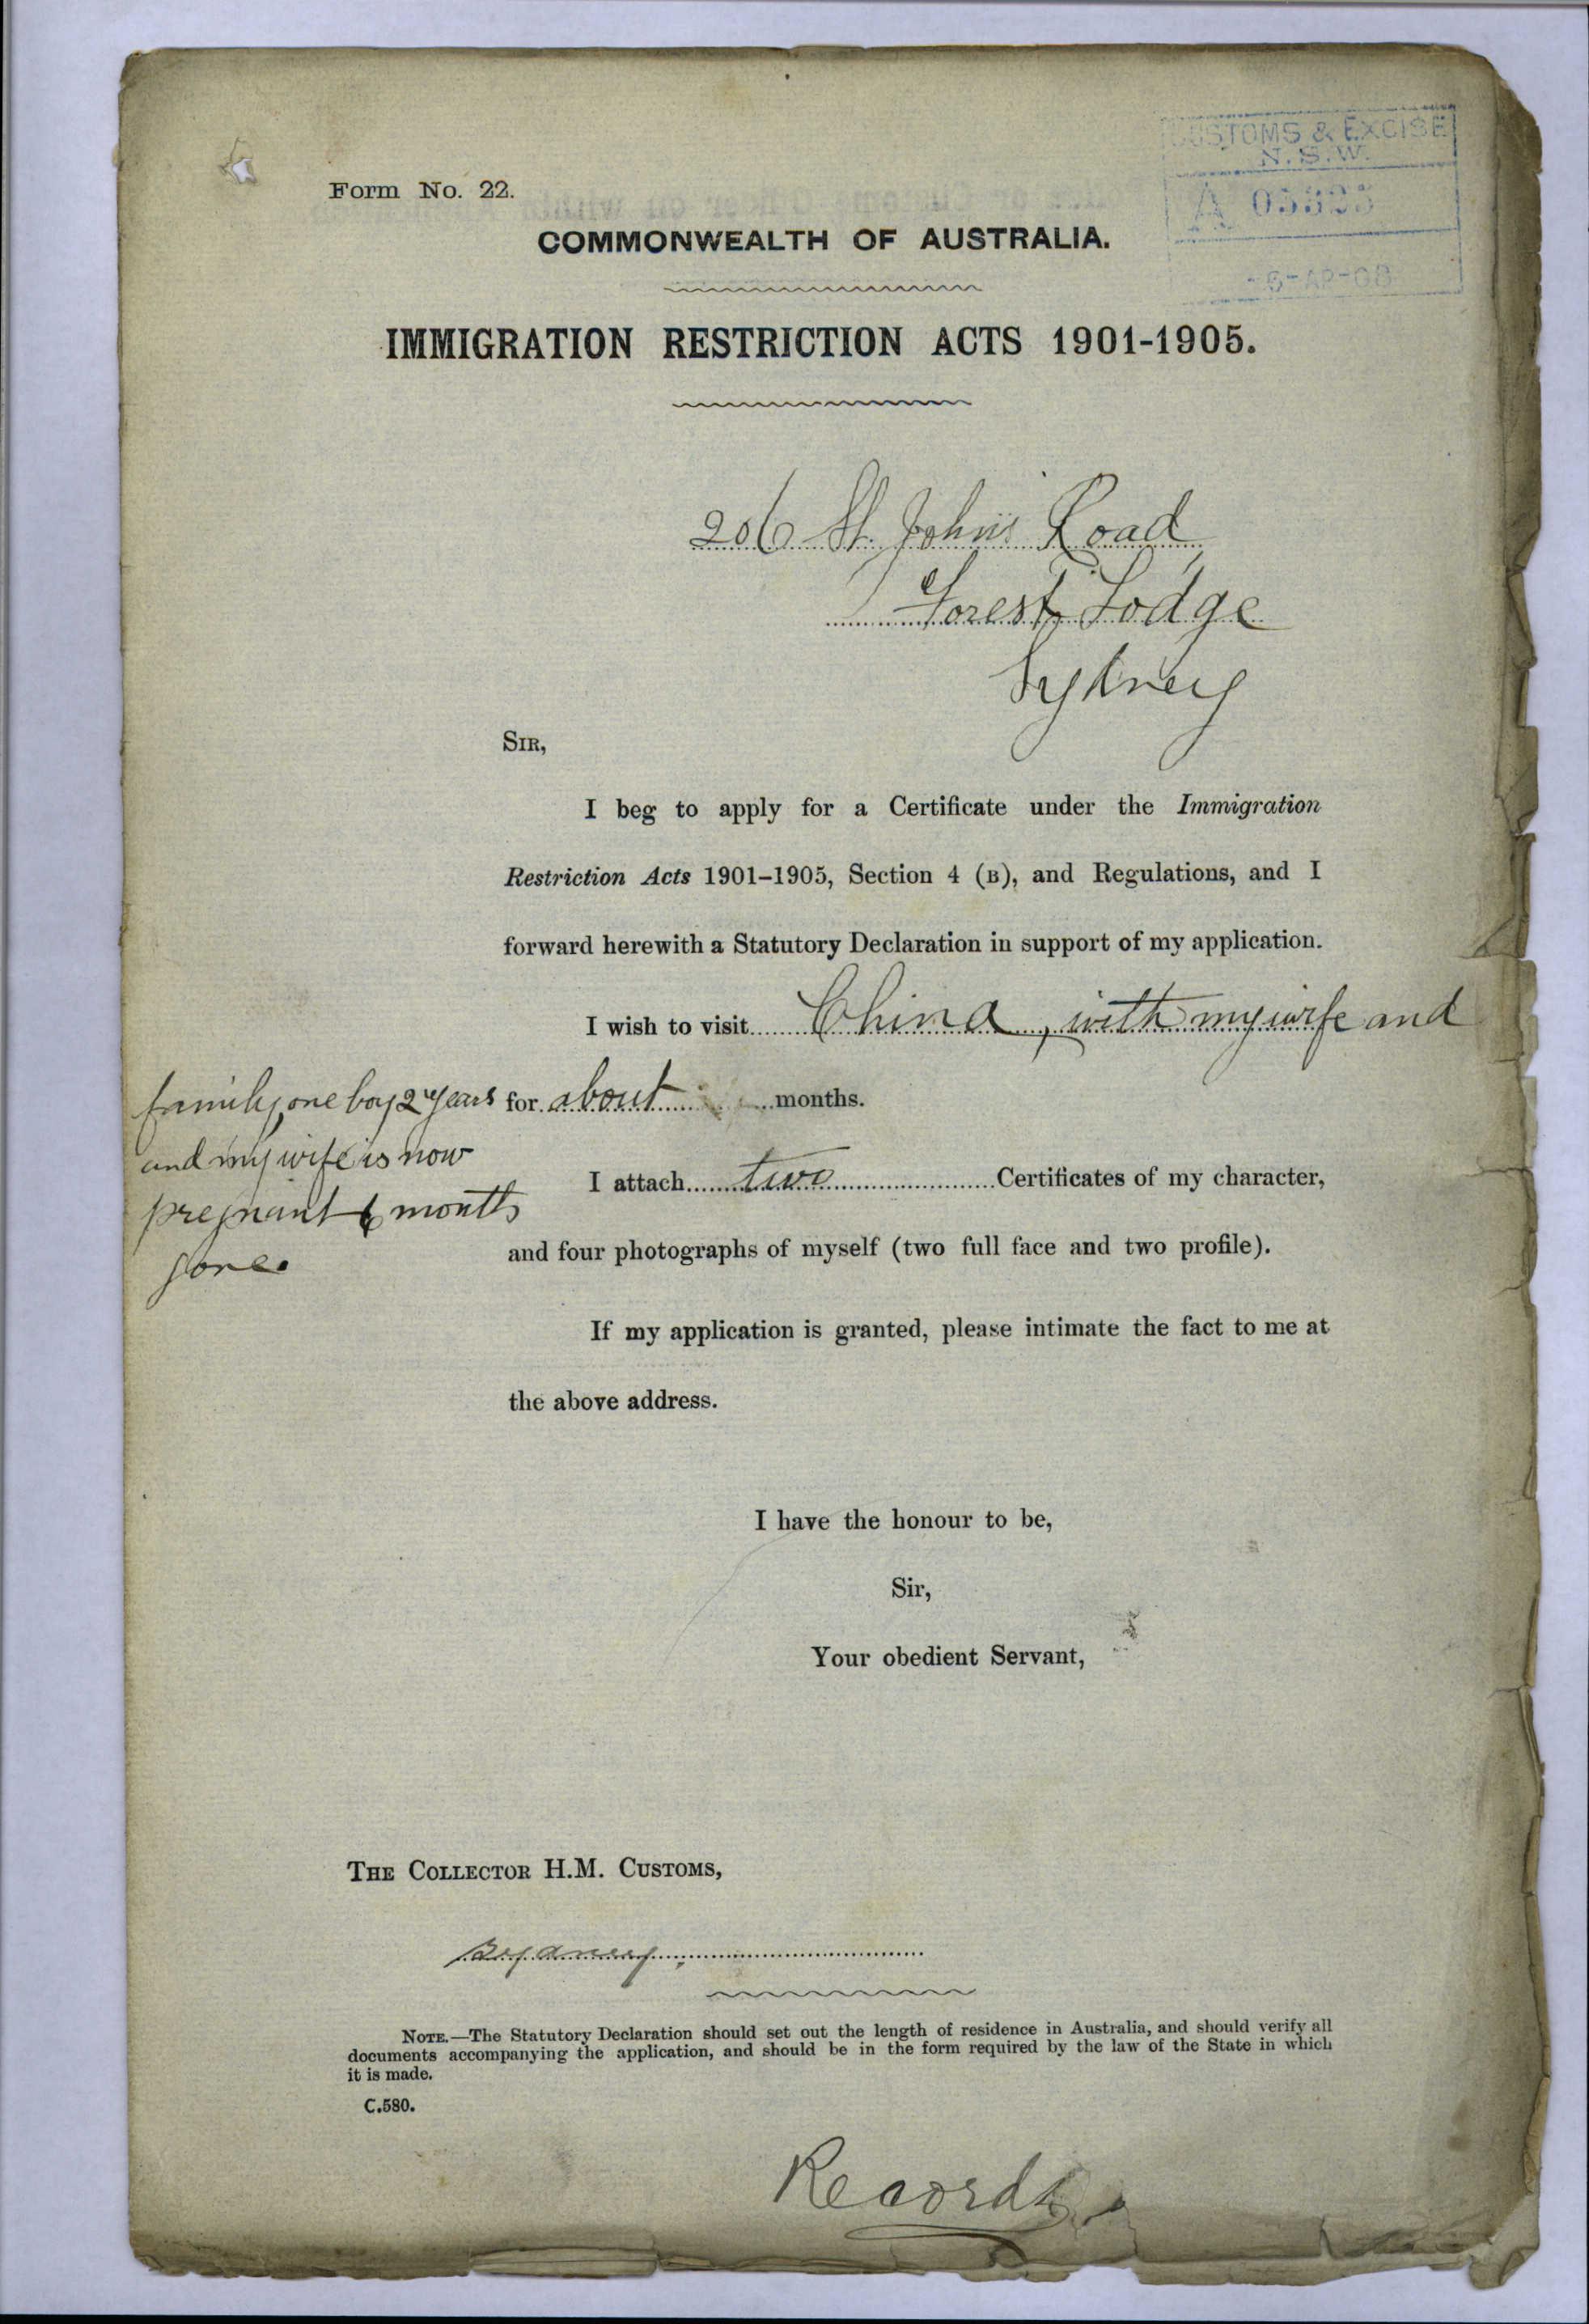 CUSTOMS & EXCISE
N.S.W.
A
-6-AP-08
Form No. 22.
COMMONWEALTH OF AUSTRALIA.
IMMIGRATION RESTRICTION ACTS 1901-1905.
206 St. John's Road
Forest Lodge
Sydney
SIR,
I beg to apply for a Certificate under the Immigration
Restriction Acts 1901–1905, Section 4 (B), and Regulations, and I
forward herewith a Statutory Declaration in support of my application.
I wish to visit China, with my wife and
family, one boy 2 years for about months.
and my wife is now
pregnant 6 months
gone.
I attach two Certificates of my character,
and four photographs of myself (two full face and two profile).
If my application is granted, please intimate the fact to me at
the above address.
I have the honour to be,
Sir,
Your obedient Servant,
THE COLLECTOR H.M. CUSTOMS,
Sydney.
NOTE.—The Statutory Declaration should set out the length of residence in Australia, and should verify all
documents accompanying the application, and should be in the form required by the law of the State in which
it is made.
C.580.
Records